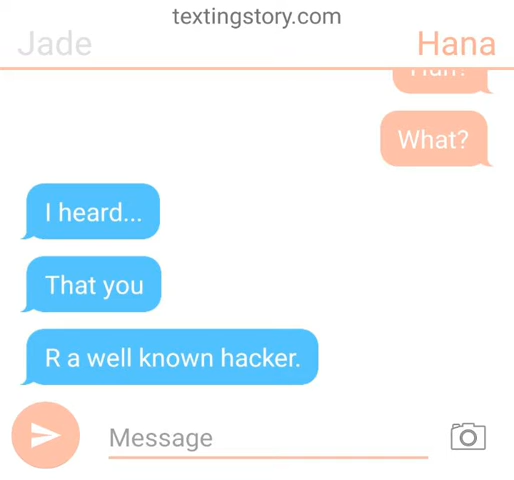 textingstory.com
Jade
Hana
What?
I heard...
That you
R a well known hacker.
Message